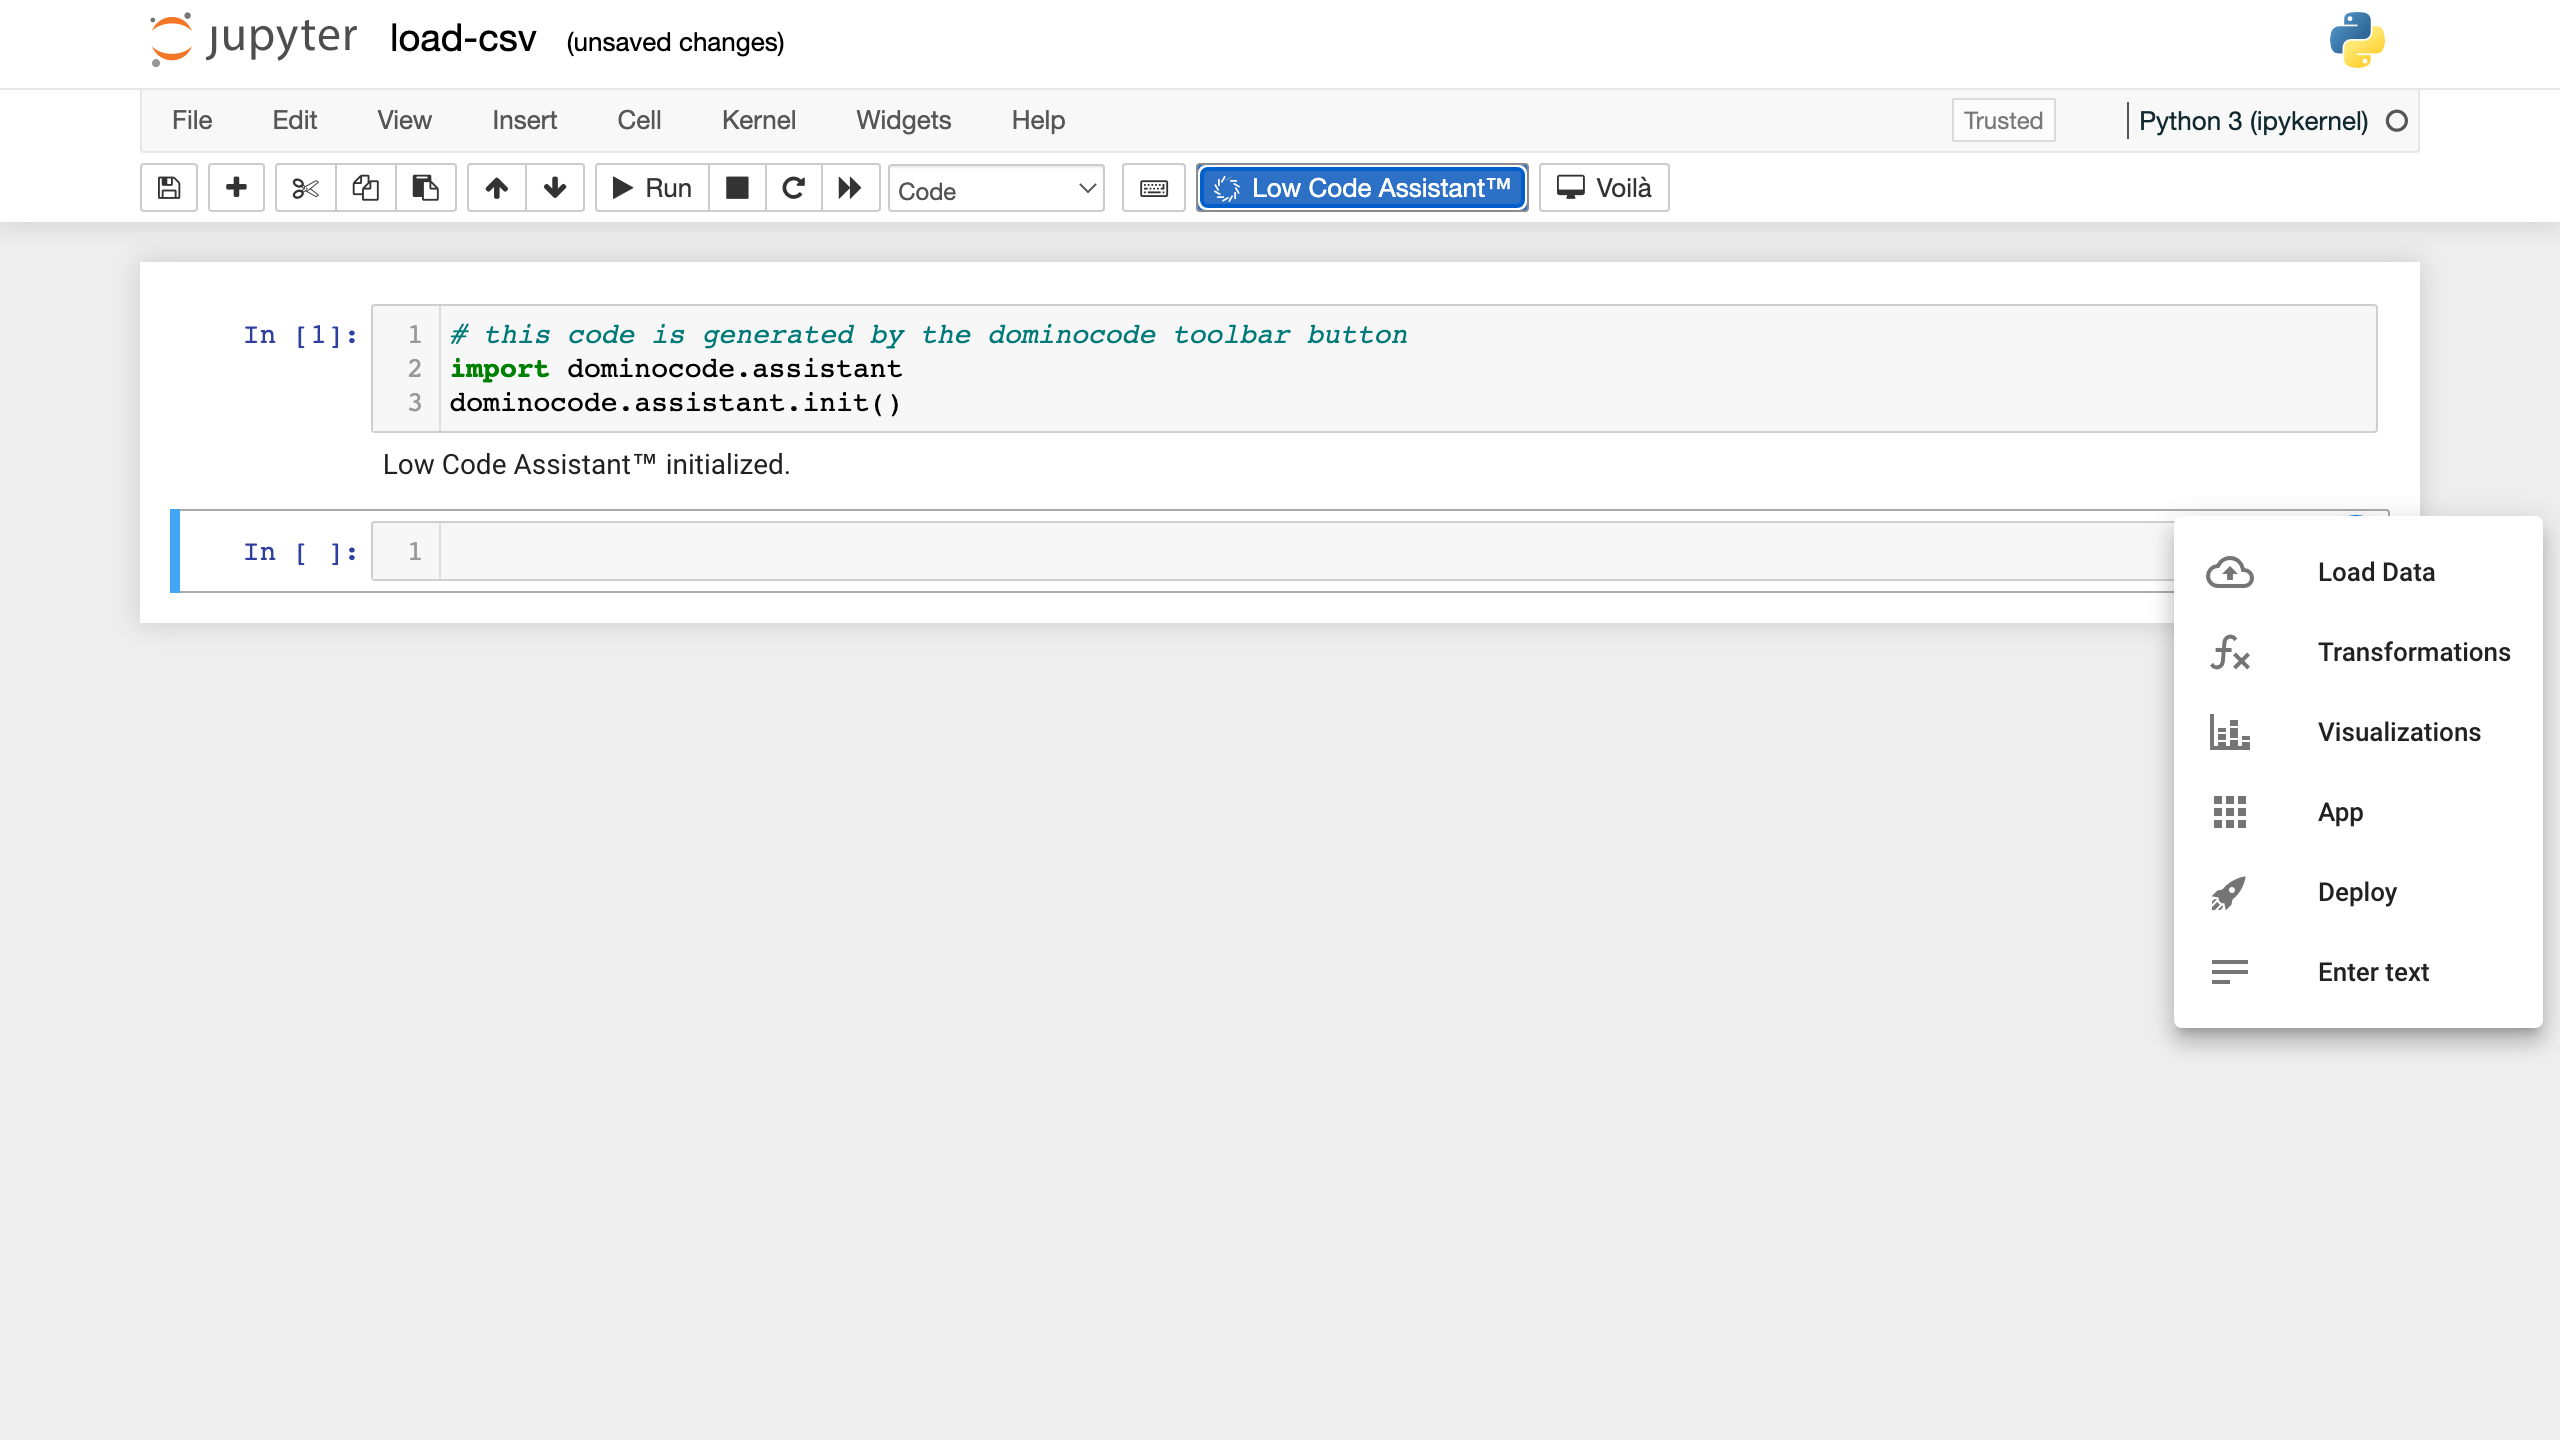 jupyter load-csv (unsaved changes)
File Edit View Insert Cell Kernel Widgets Help Trusted Python 3 (ipykernel)
Run Code Low Code Assistant™ Voilà
In [1]: 1 # this code is generated by the dominocode toolbar button
2 import dominocode.assistant
3 dominocode.assistant.init()
Low Code Assistant™ initialized.
In [ ]: 1
Load Data
Transformations
Visualizations
App
Deploy
Enter text